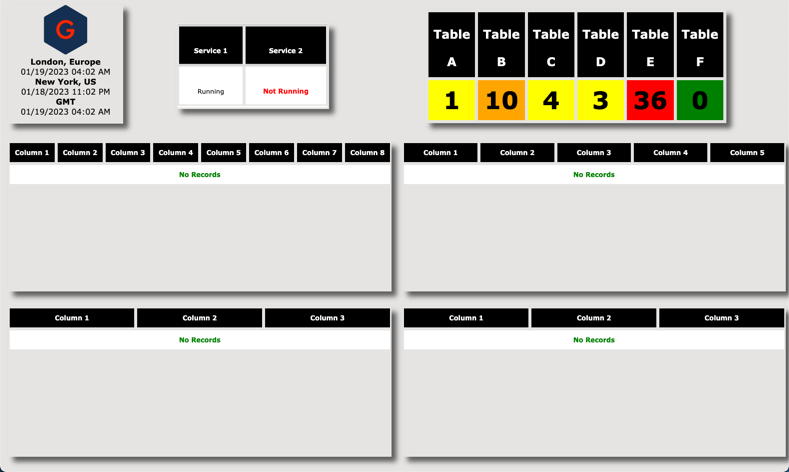 G
London, Europe
01/19/2023 04:02 AM
New York, US
01/18/2023 11:02 PM
GMT
01/19/2023 04:02 AM
Service 1 Service 2
Running Not Running
Table Table Table Table Table Table
A B C D E F
1 10 4 3 36 0
Column 1 Column 2 Column 3 Column 4 Column 5 Column 6 Column 7 Column 8
No Records
Column 1 Column 2 Column 3 Column 4 Column 5
No Records
Column 1 Column 2 Column 3
No Records
Column 1 Column 2 Column 3
No Records